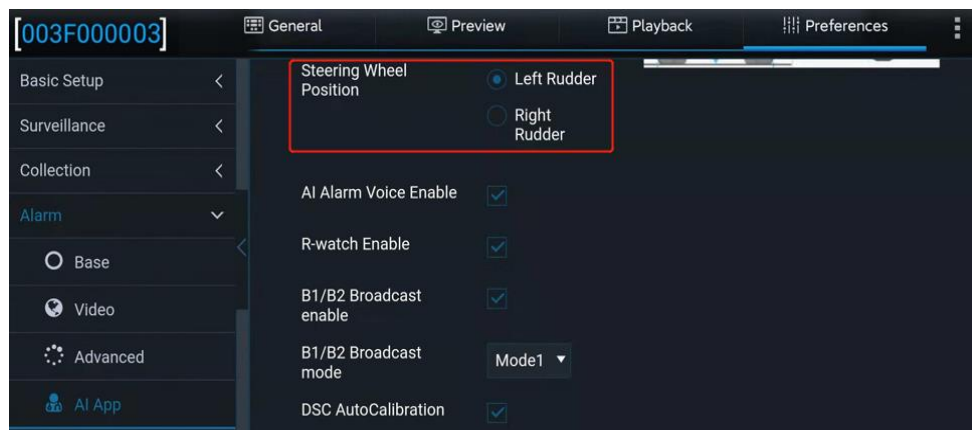 [003F000003]
General
Preview
Playback
Preferences
Basic Setup
Surveillance
Collection
Alarm
Base
Video
Advanced
AI App
Steering Wheel
Position
Left Rudder
Right
Rudder
AI Alarm Voice Enable
R-watch Enable
B1/B2 Broadcast
enable
B1/B2 Broadcast
mode
Mode1
DSC AutoCalibration